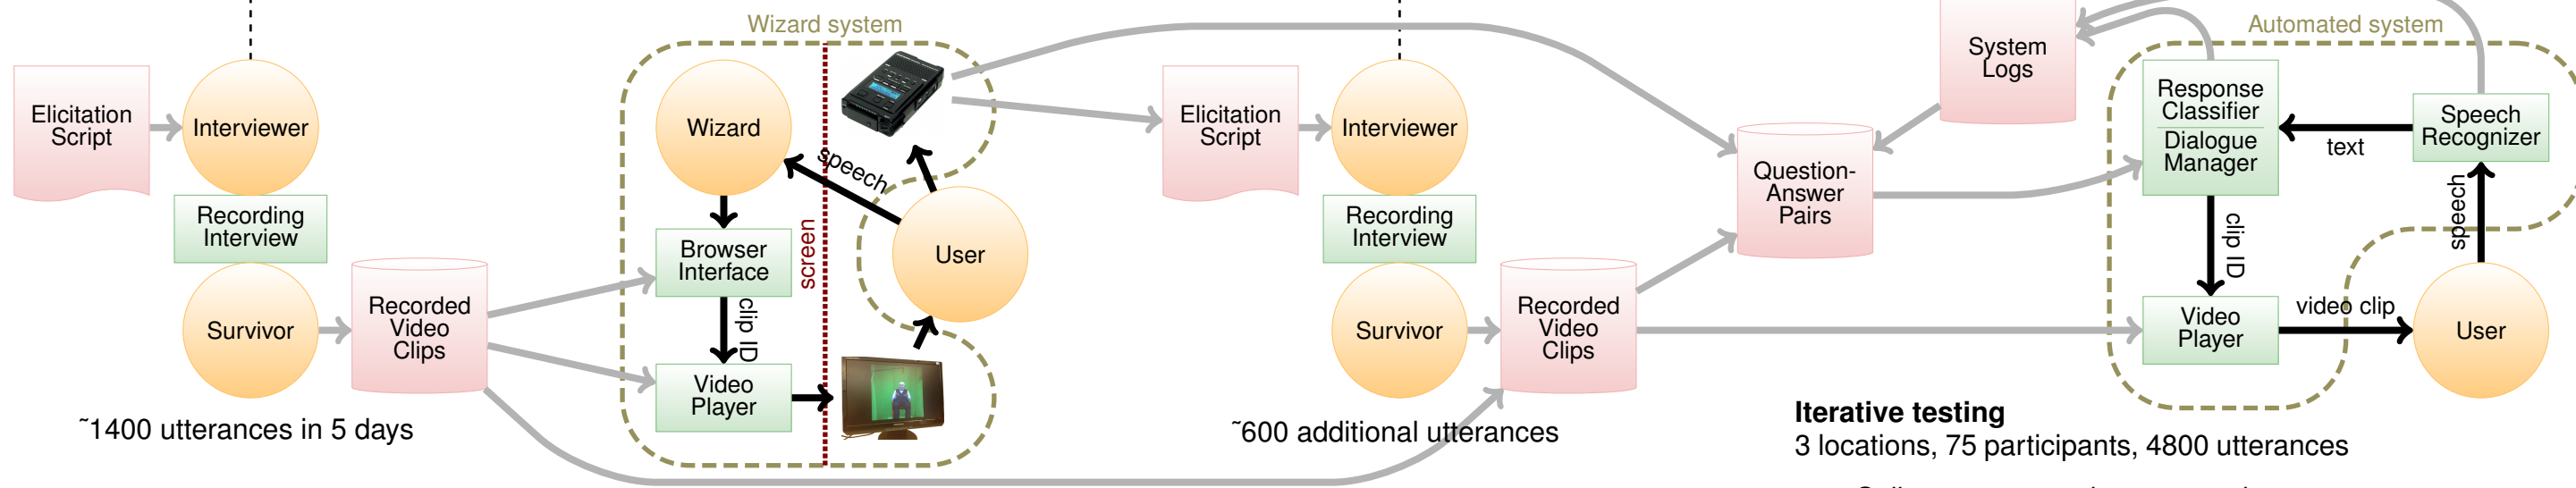 Wizard system
Automated system
Elicitation
Script
Interviewer
Recording
Interview
Survivor
Recorded
Video
Clips
~1400 utterances in 5 days
Wizard
speech
Browser
Interface
screen
clip ID
Video
Player
User
Elicitation
Script
Interviewer
Recording
Interview
Survivor
Recorded
Video
Clips
~600 additional utterances
Question-
Answer
Pairs
System
Logs
Response
Classifier
Dialogue
Manager
text
Speech
Recognizer
speech
clip ID
Video
Player
video clip
User
Iterative testing
3 locations, 75 participants, 4800 utterances